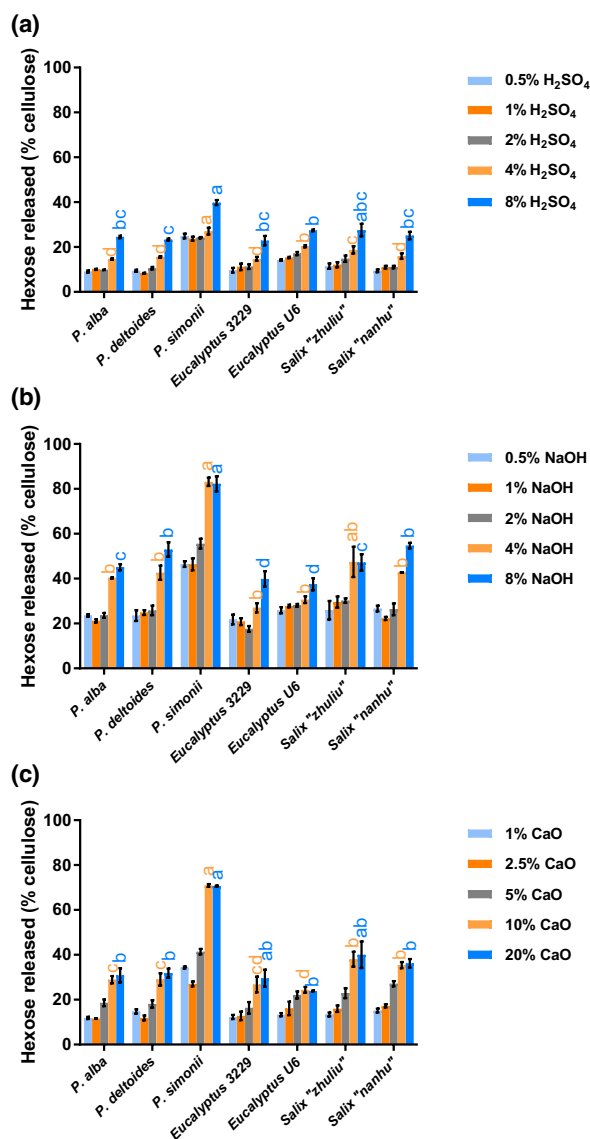 (a)
Hexose released (% cellulose)
100
80
60
40
20
0
d bc d c a a d bc b b c abc d bc
P. alba
P. deltoides
P. simonii
Eucalyptus 3229
Eucalyptus U6
Salix "zhuliu"
Salix "nanhu"
0.5% H₂SO₄
1% H₂SO₄
2% H₂SO₄
4% H₂SO₄
8% H₂SO₄
(b)
Hexose released (% cellulose)
100
80
60
40
20
0
b c b b a a b d b d ab c b b
P. alba
P. deltoides
P. simonii
Eucalyptus 3229
Eucalyptus U6
Salix "zhuliu"
Salix "nanhu"
0.5% NaOH
1% NaOH
2% NaOH
4% NaOH
8% NaOH
(c)
Hexose released (% cellulose)
100
80
60
40
20
0
c b c b a a cd ab d b b ab b b
P. alba
P. deltoides
P. simonii
Eucalyptus 3229
Eucalyptus U6
Salix "zhuliu"
Salix "nanhu"
1% CaO
2.5% CaO
5% CaO
10% CaO
20% CaO